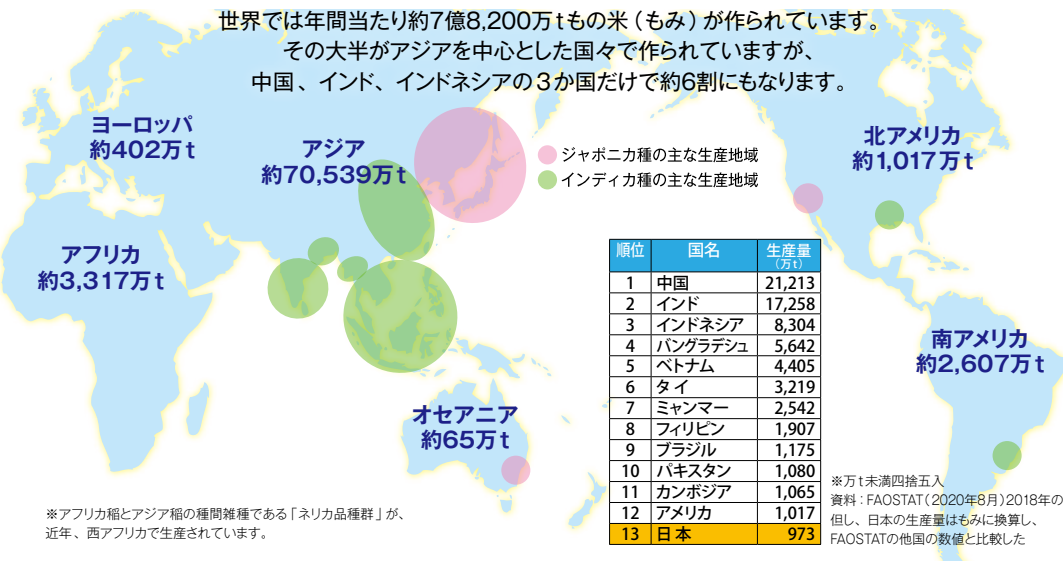 世界では年間当たり約7億8,200万tもの米（もみ）が作られています。
その大半がアジアを中心とした国々で作られていますが、
中国、インド、インドネシアの3か国だけで約6割にもなります。
ヨーロッパ
約402万t
アジア
約70,539万t
ジャポニカ種の主な生産地域
インディカ種の主な生産地域
北アメリカ
約1,017万t
アフリカ
約3,317万t
南アメリカ
約2,607万t
オセアニア
約65万t
順位 国名 生産量（万t）
1 中国 21,213
2 インド 17,258
3 インドネシア 8,304
4 バングラデシュ 5,642
5 ベトナム 4,405
6 タイ 3,219
7 ミャンマー 2,542
8 フィリピン 1,907
9 ブラジル 1,175
10 パキスタン 1,080
11 カンボジア 1,065
12 アメリカ 1,017
13 日本 973
※万t未満四捨五入
資料：FAOSTAT（2020年8月）2018年の
但し、日本の生産量はもみに換算し、
FAOSTATの他国の数値と比較した
※アフリカ稲とアジア稲の種間雑種である「ネリカ品種群」が、
近年、西アフリカで生産されています。